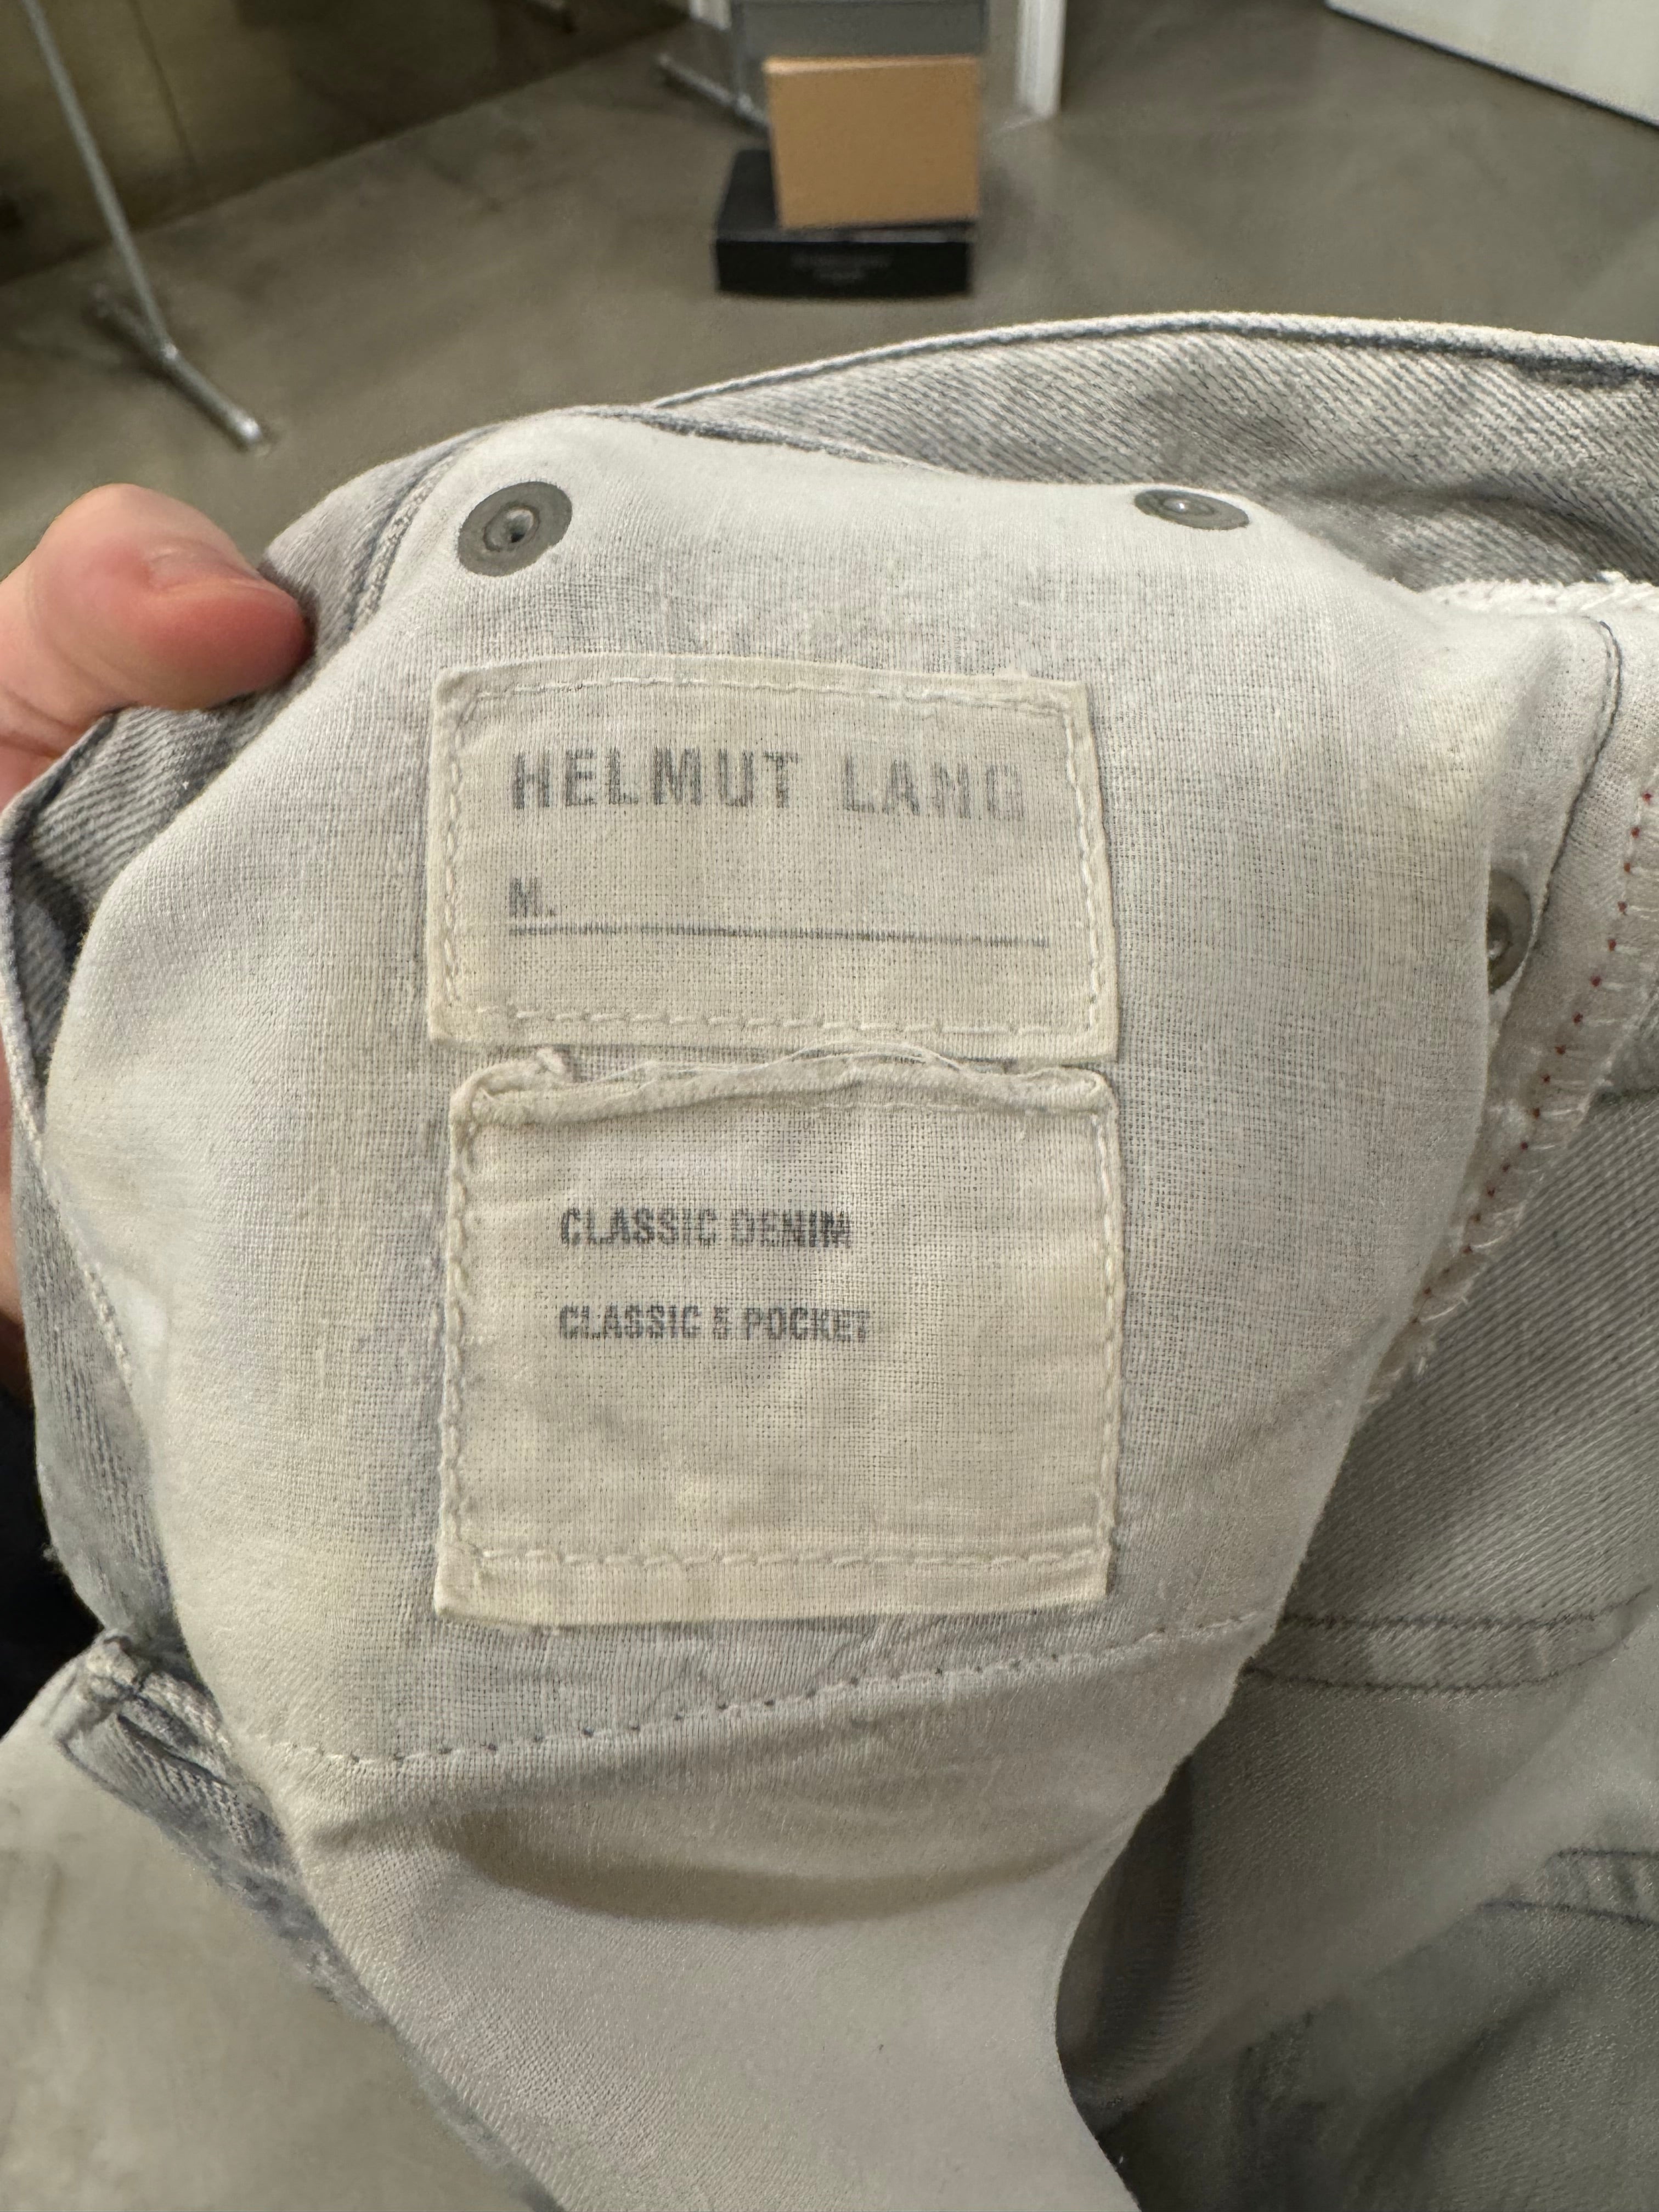 HELMUT LANG
M.
CLASSIC DENIM
CLASSIC 5 POCKET